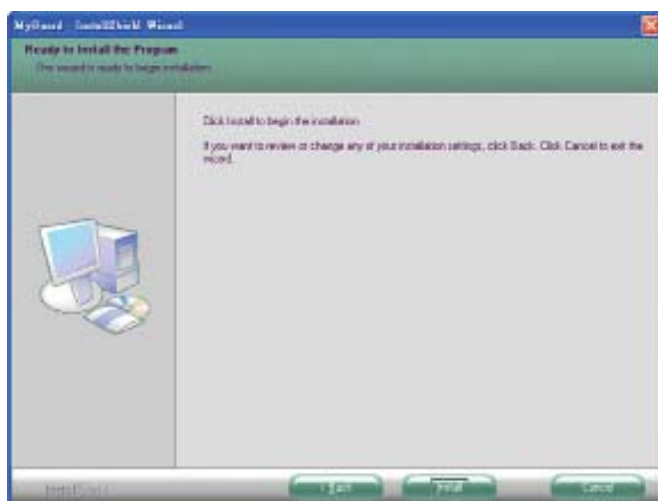 MyGuard - InstallShield Wizard
Ready to Install the Program
The wizard is ready to begin installation.
Click Install to begin the installation.
If you want to review or change any of your installation settings, click Back. Click Cancel to exit the
wizard.
InstallShield
< Back
Install
Cancel